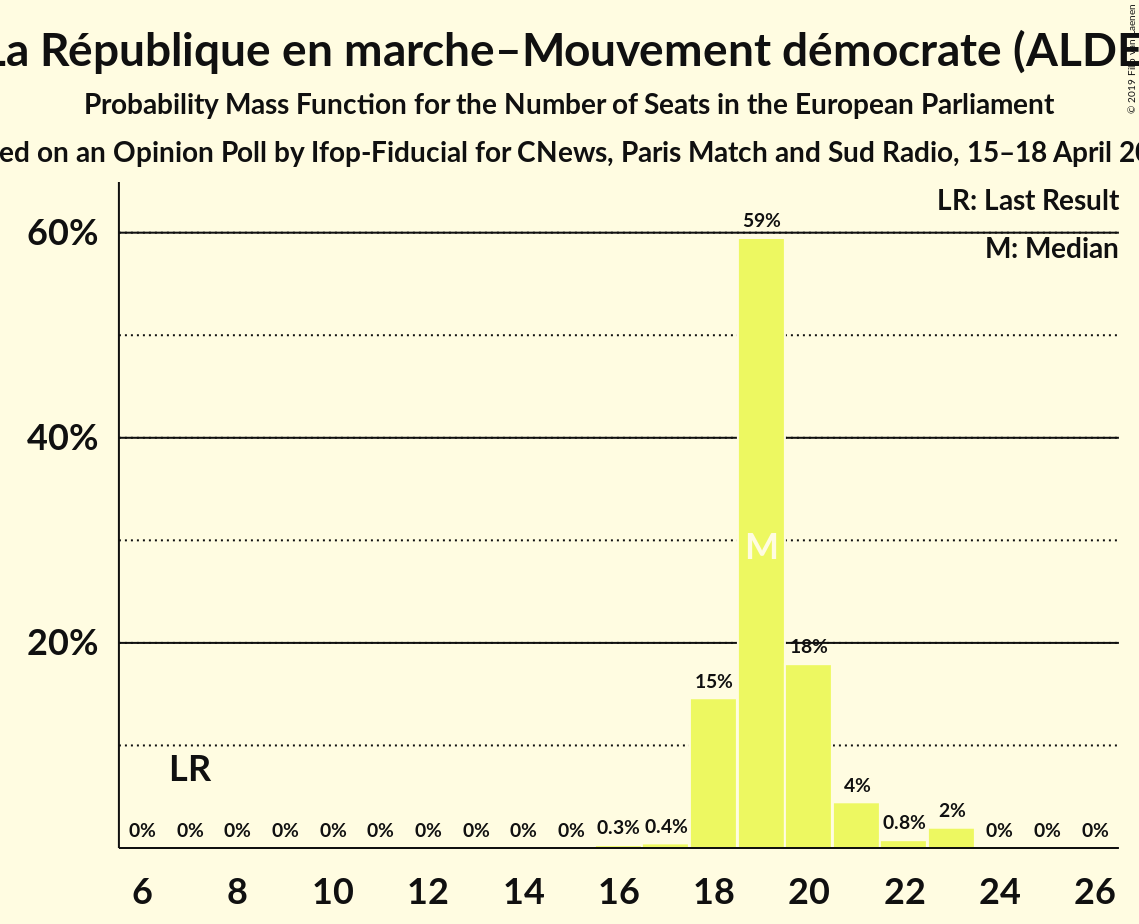 La République en marche–Mouvement démocrate (ALDE
Probability Mass Function for the Number of Seats in the European Parliament
ed on an Opinion Poll by Ifop-Fiducial for CNews, Paris Match and Sud Radio, 15–18 April 20
© 2019
LR: Last Result
M: Median
60%
40%
20%
59%
M
18%
15%
LR
4%
2%
0% 0% 0% 0% 0% 0% 0% 0% 0% 0% 0.3% 0.4% 0.8% 0% 0% 0%
6 8 10 12 14 16 18 20 22 24 26